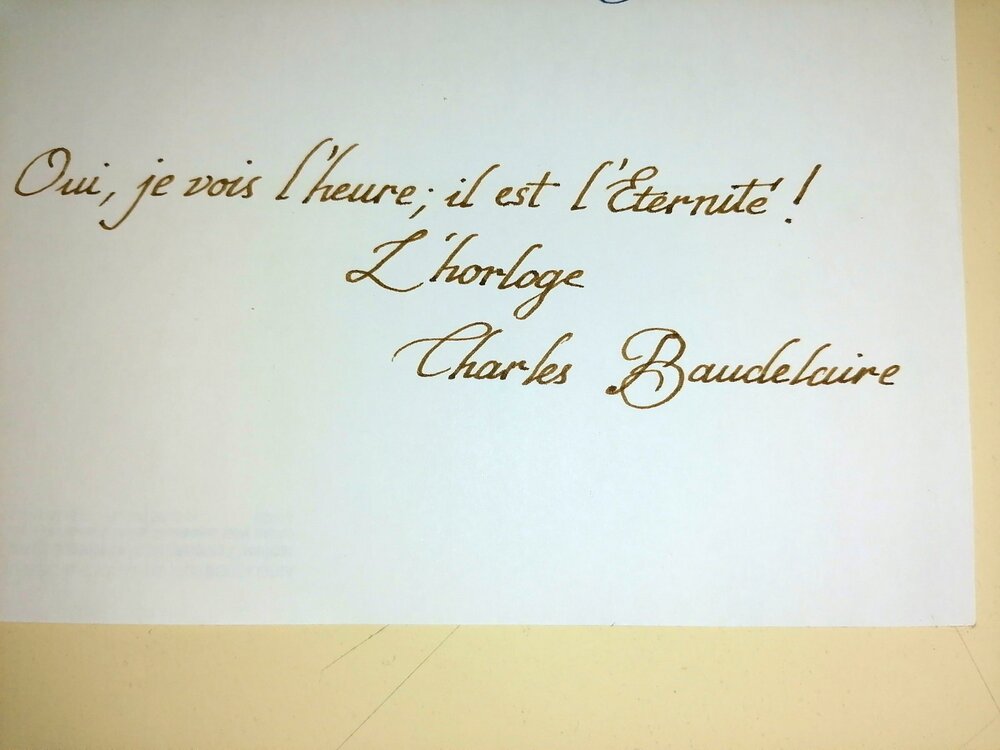 Oui, je vois l'heure; il est l'Éternité!
L'horloge
Charles Baudelaire